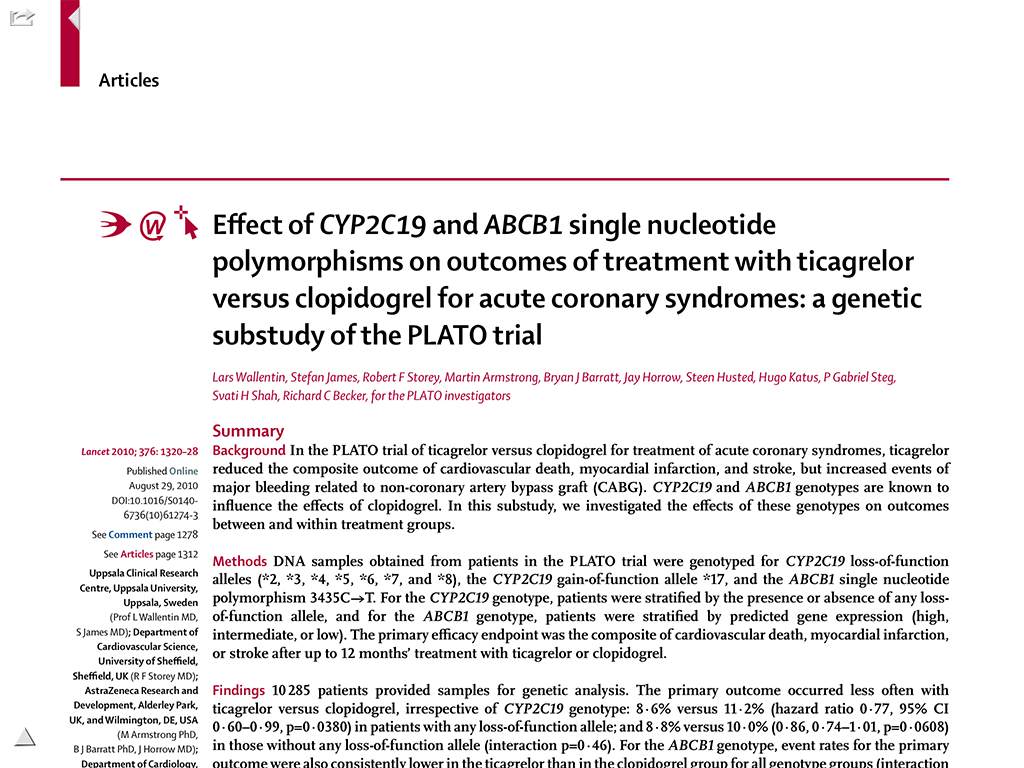 Articles
Effect of CYP2C19 and ABCB1 single nucleotide
polymorphisms on outcomes of treatment with ticagrelor
versus clopidogrel for acute coronary syndromes: a genetic
substudy of the PLATO trial
Lars Wallentin, Stefan James, Robert F Storey, Martin Armstrong, Bryan J Barratt, Jay Horrow, Steen Husted, Hugo Katus, P Gabriel Steg,
Svati H Shah, Richard C Becker, for the PLATO investigators
Summary
Background In the PLATO trial of ticagrelor versus clopidogrel for treatment of acute coronary syndromes, ticagrelor
reduced the composite outcome of cardiovascular death, myocardial infarction, and stroke, but increased events of
major bleeding related to non-coronary artery bypass graft (CABG). CYP2C19 and ABCB1 genotypes are known to
influence the effects of clopidogrel. In this substudy, we investigated the effects of these genotypes on outcomes
between and within treatment groups.
Methods DNA samples obtained from patients in the PLATO trial were genotyped for CYP2C19 loss-of-function
alleles (*2, *3, *4, *5, *6, *7, and *8), the CYP2C19 gain-of-function allele *17, and the ABCB1 single nucleotide
polymorphism 3435C→T. For the CYP2C19 genotype, patients were stratified by the presence or absence of any loss-
of-function allele, and for the ABCB1 genotype, patients were stratified by predicted gene expression (high,
intermediate, or low). The primary efficacy endpoint was the composite of cardiovascular death, myocardial infarction,
or stroke after up to 12 months’ treatment with ticagrelor or clopidogrel.
Findings 10 285 patients provided samples for genetic analysis. The primary outcome occurred less often with
ticagrelor versus clopidogrel, irrespective of CYP2C19 genotype: 8·6% versus 11·2% (hazard ratio 0·77, 95% CI
0·60–0·99, p=0·0380) in patients with any loss-of-function allele; and 8·8% versus 10·0% (0·86, 0·74–1·01, p=0·0608)
in those without any loss-of-function allele (interaction p=0·46). For the ABCB1 genotype, event rates for the primary
outcome were also consistently lower in the ticagrelor than in the clopidogrel group for all genotype groups (interaction
Lancet 2010; 376: 1320–28
Published Online
August 29, 2010
DOI:10.1016/S0140-
6736(10)61274-3
See Comment page 1278
See Articles page 1312
Uppsala Clinical Research
Centre, Uppsala University,
Uppsala, Sweden
(Prof L Wallentin MD,
S James MD); Department of
Cardiovascular Science,
University of Sheffield,
Sheffield, UK (R F Storey MD);
AstraZeneca Research and
Development, Alderley Park,
UK, and Wilmington, DE, USA
(M Armstrong PhD,
B J Barratt PhD, J Horrow MD);
Department of Cardiology,